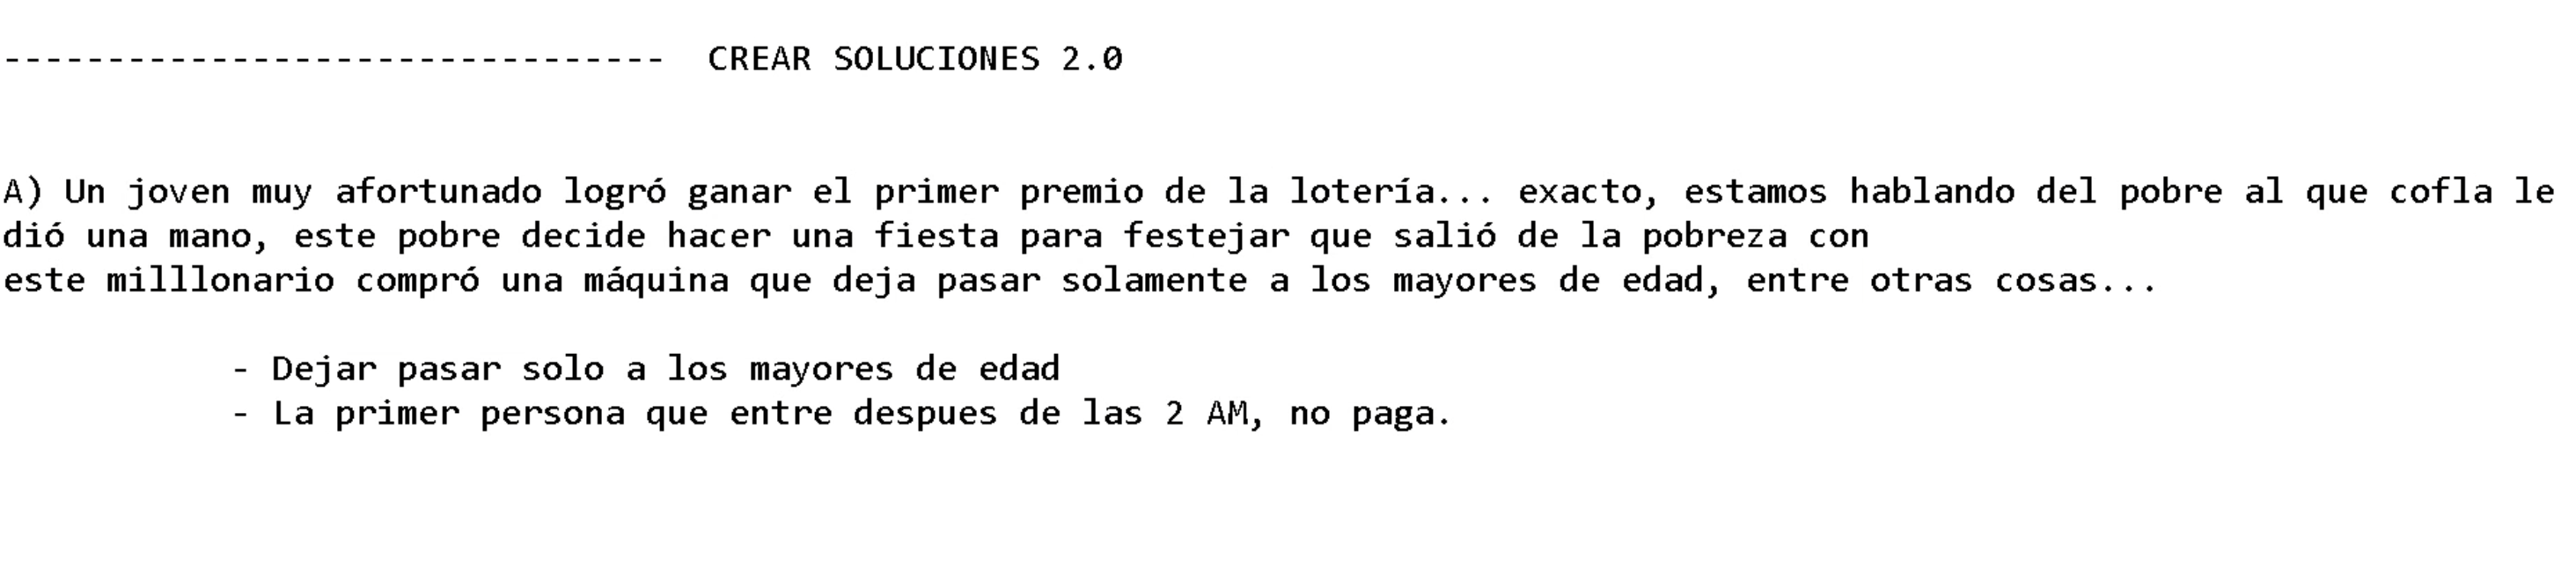 --------------------------------  CREAR SOLUCIONES 2.0
A) Un joven muy afortunado logró ganar el primer premio de la lotería... exacto, estamos hablando del pobre al que cofla le
dió una mano, este pobre decide hacer una fiesta para festejar que salió de la pobreza con
este milllonario compró una máquina que deja pasar solamente a los mayores de edad, entre otras cosas...
- Dejar pasar solo a los mayores de edad
- La primer persona que entre despues de las 2 AM, no paga.